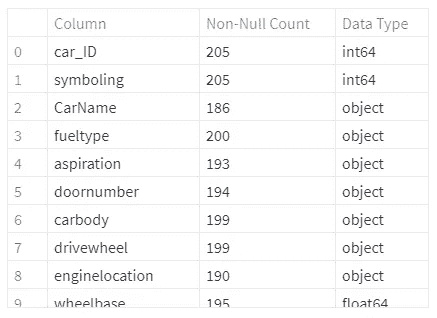 Column Non-Null Count Data Type
0 car_ID 205 int64
1 symboling 205 int64
2 CarName 186 object
3 fueltype 200 object
4 aspiration 193 object
5 doornumber 194 object
6 carbody 199 object
7 drivewheel 199 object
8 enginelocation 190 object
9 wheelbase 195 float64